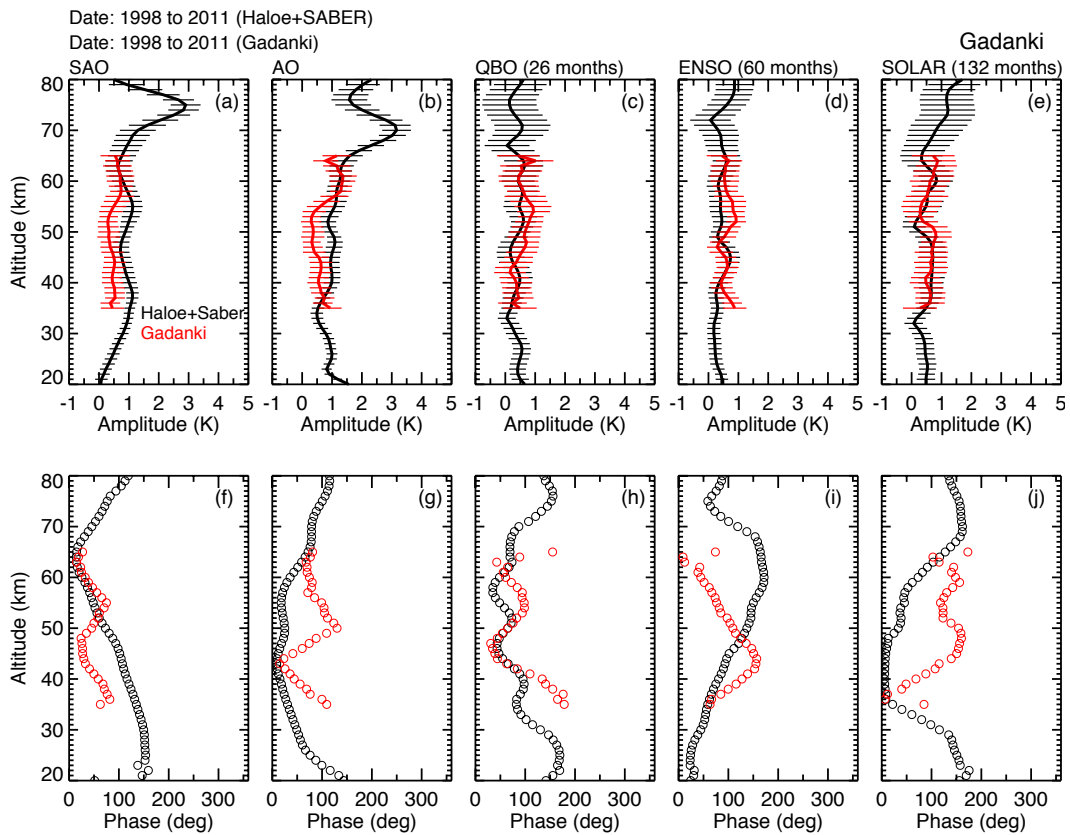 Date: 1998 to 2011 (Haloe+SABER)
Date: 1998 to 2011 (Gadanki)
Gadanki
SAO AO QBO (26 months) ENSO (60 months) SOLAR (132 months)
80 (a) (b) (c) (d) (e)
70
60
Altitude (km)
50
40
Haloe+Saber
30
Gadanki
20
-1 0 1 2 3 4 5 -1 0 1 2 3 4 5 -1 0 1 2 3 4 5 -1 0 1 2 3 4 5 -1 0 1 2 3 4 5
Amplitude (K) Amplitude (K) Amplitude (K) Amplitude (K) Amplitude (K)
80 (f) (g) (h) (i) (j)
70
60
Altitude (km)
50
40
30
20
0 100 200 300 0 100 200 300 0 100 200 300 0 100 200 300 0 100 200 300
Phase (deg) Phase (deg) Phase (deg) Phase (deg) Phase (deg)